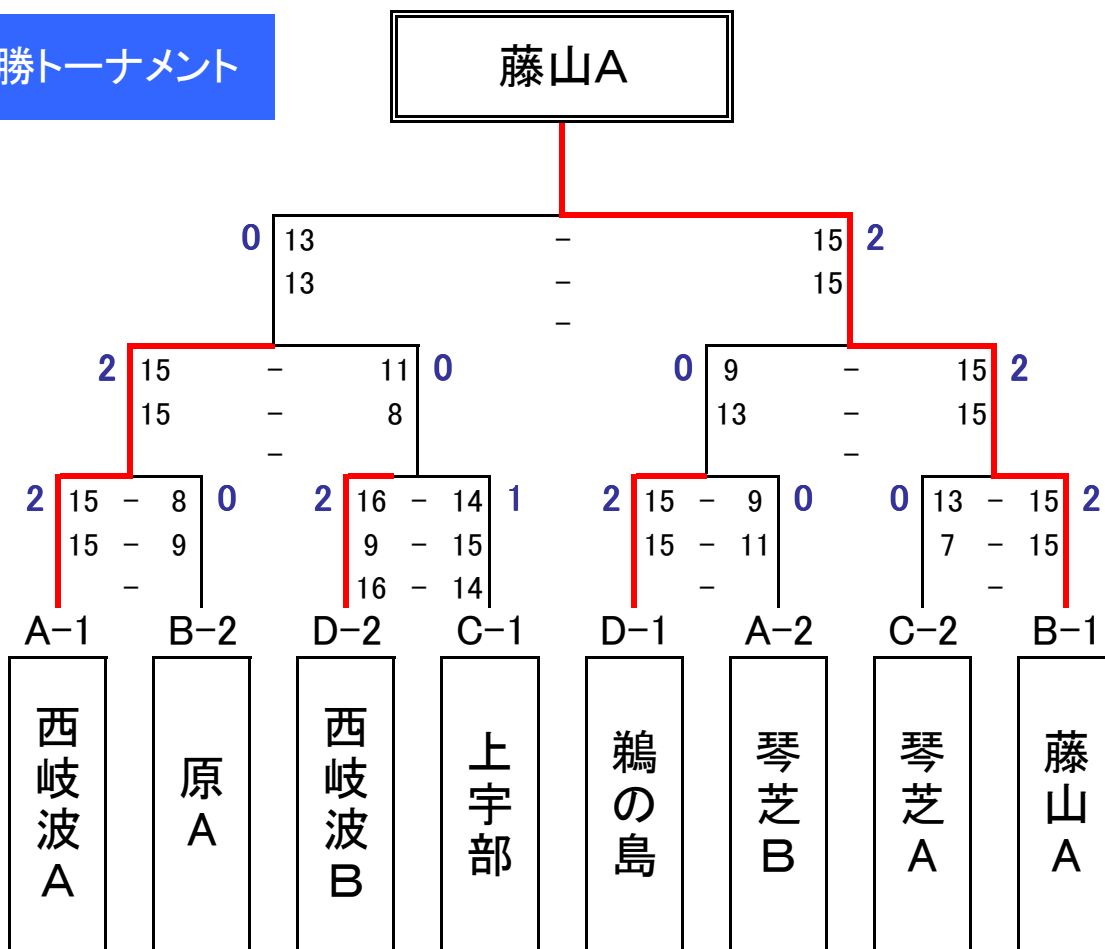 勝トーナメント
藤山A
0 13 - 15 2
13 - 15
-
2 15 - 11 0 0 9 - 15 2
15 - 8 13 - 15
- -
2 15 - 8 0 2 16 - 14 1 2 15 - 9 0 0 13 - 15 2
15 - 9 9 - 15 15 - 11 7 - 15
- 16 - 14 - -
A-1 B-2 D-2 C-1 D-1 A-2 C-2 B-1
西岐波A
原A
西岐波B
上宇部
鵜の島
琴芝B
琴芝A
藤山A